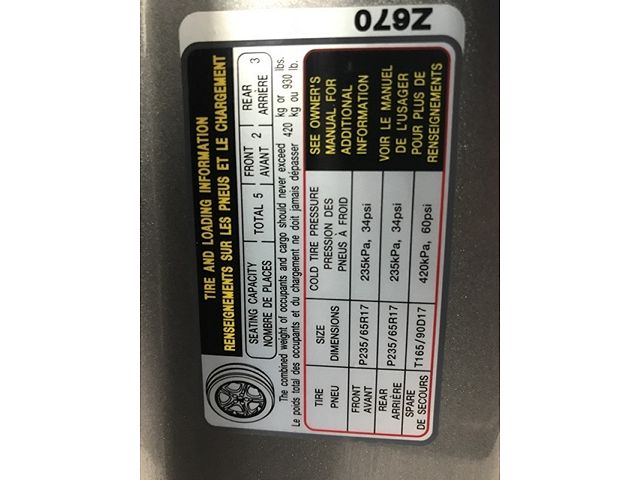 Z670
TIRE AND LOADING INFORMATION
RENSEIGNEMENTS SUR LES PNEUS ET LE CHARGEMENT
SEATING CAPACITY TOTAL 5 FRONT 2 REAR 3
NOMBRE DE PLACES AVANT ARRIÈRE
The combined weight of occupants and cargo should never exceed 420 kg or 930 lbs.
Le poids total des occupants et du chargement ne doit jamais dépasser 420 kg ou 930 lb.
TIRE SIZE COLD TIRE PRESSURE
PNEU DIMENSIONS PRESSION DES PNEUS À FROID
FRONT AVANT P235/65R17 235kPa, 34psi
REAR ARRIÈRE P235/65R17 235kPa, 34psi
SPARE DE SECOURS T165/90D17 420kPa, 60psi
SEE OWNER'S
MANUAL FOR
ADDITIONAL
INFORMATION
VOIR LE MANUEL
DE L'USAGER
POUR PLUS DE
RENSEIGNEMENTS